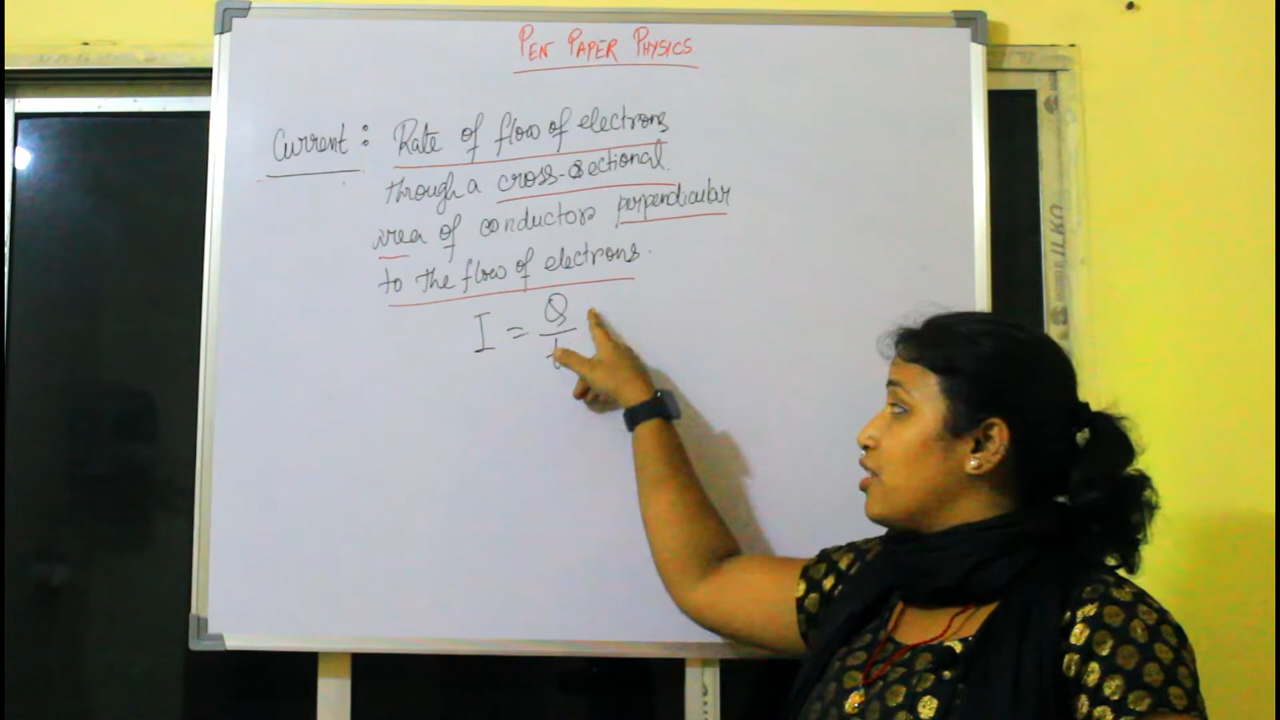 PEN PAPER PHYSICS
Current: Rate of flow of electrons
through a cross-sectional
area of conductor perpendicular
to the flow of electrons.
I = Q/t